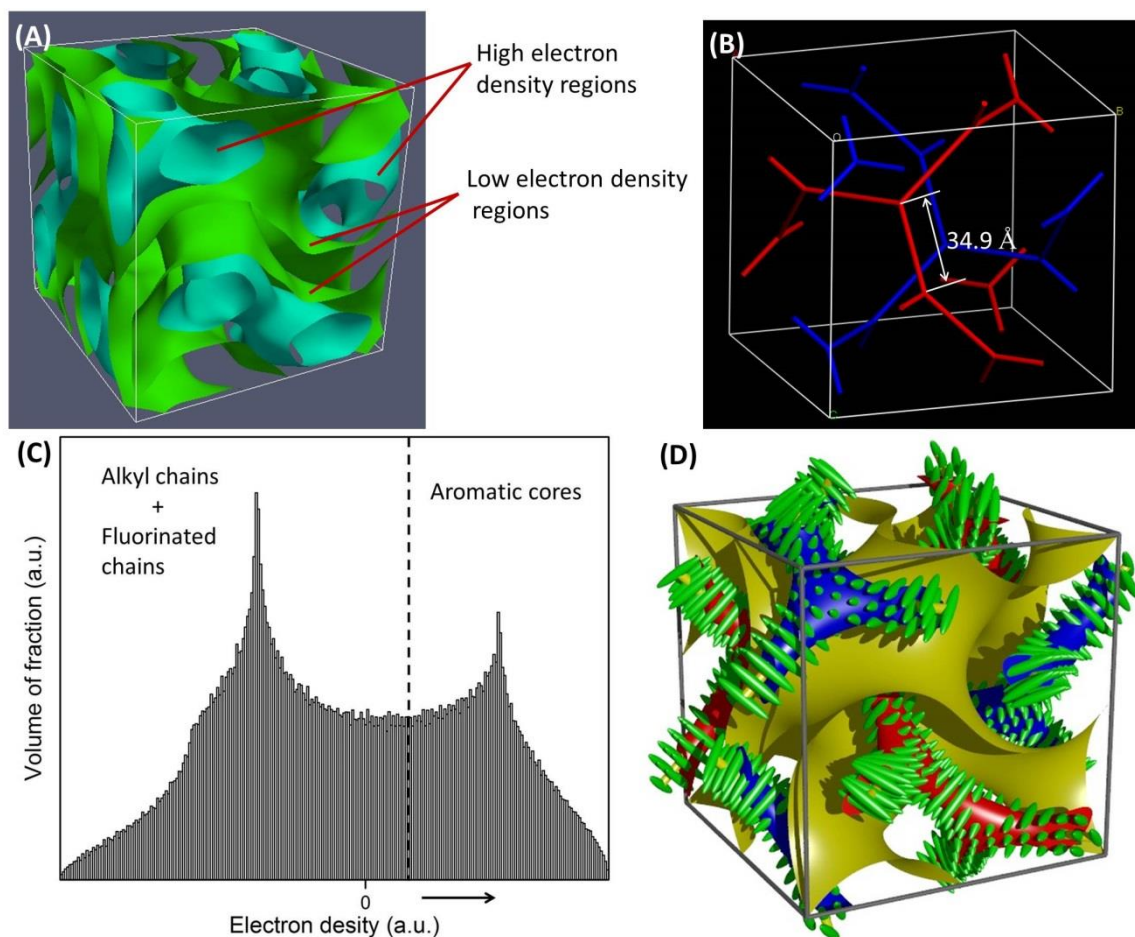 (A)
High electron
density regions
Low electron density
regions
(B)
O
B
34.9 Å
C
(C)
Alkyl chains
+
Fluorinated
chains
Aromatic cores
Volume of fraction (a.u.)
0
Electron desity (a.u.)
(D)